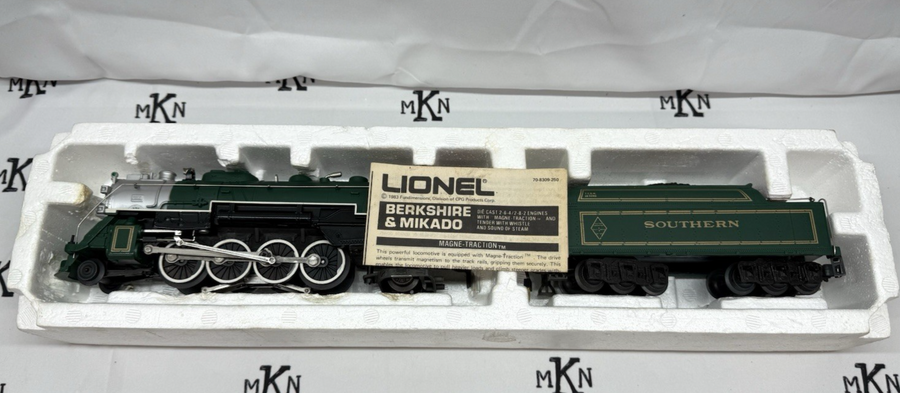 MKN
MKN
MKN
MKN
LIONEL
70-8309-250
© 1983 Fundimensions, Division of CPG Products Corp.
BERKSHIRE
& MIKADO
DIE CAST 2-8-4/2-8-2 ENGINES
WITH "MAGNE-TRACTION" AND
TENDER WITH WHISTLE
AND SOUND OF STEAM
MAGNE-TRACTION TM
This powerful locomotive is equipped with Magne-Traction™. The drive
wheels transmit magnetism to the track rails, gripping them securely. This
SOUTHERN
MKN
MKN
MKN